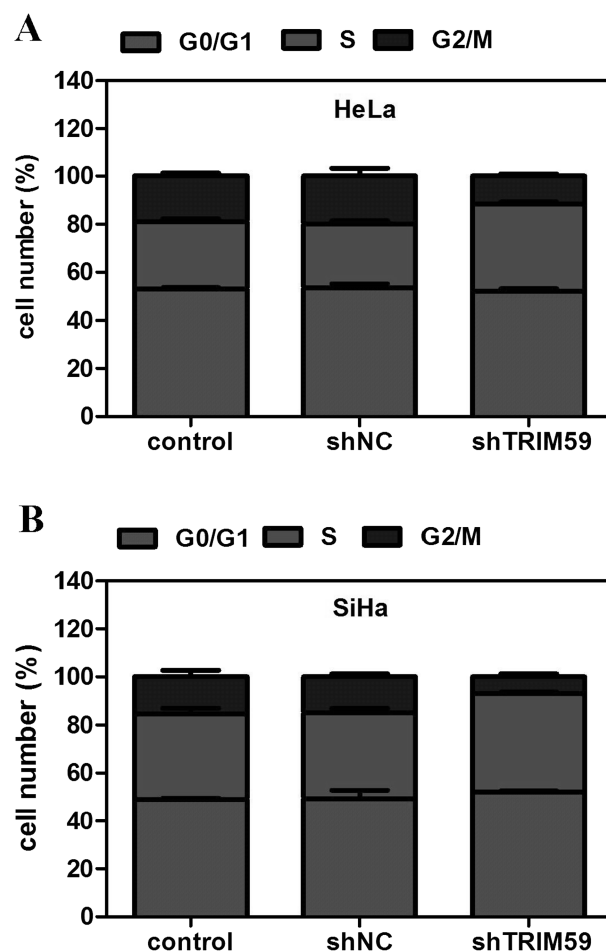 A
G0/G1 S G2/M
HeLa
cell number (%)
140
120
100
80
60
40
20
0
control shNC shTRIM59
B
G0/G1 S G2/M
SiHa
cell number (%)
140
120
100
80
60
40
20
0
control shNC shTRIM59